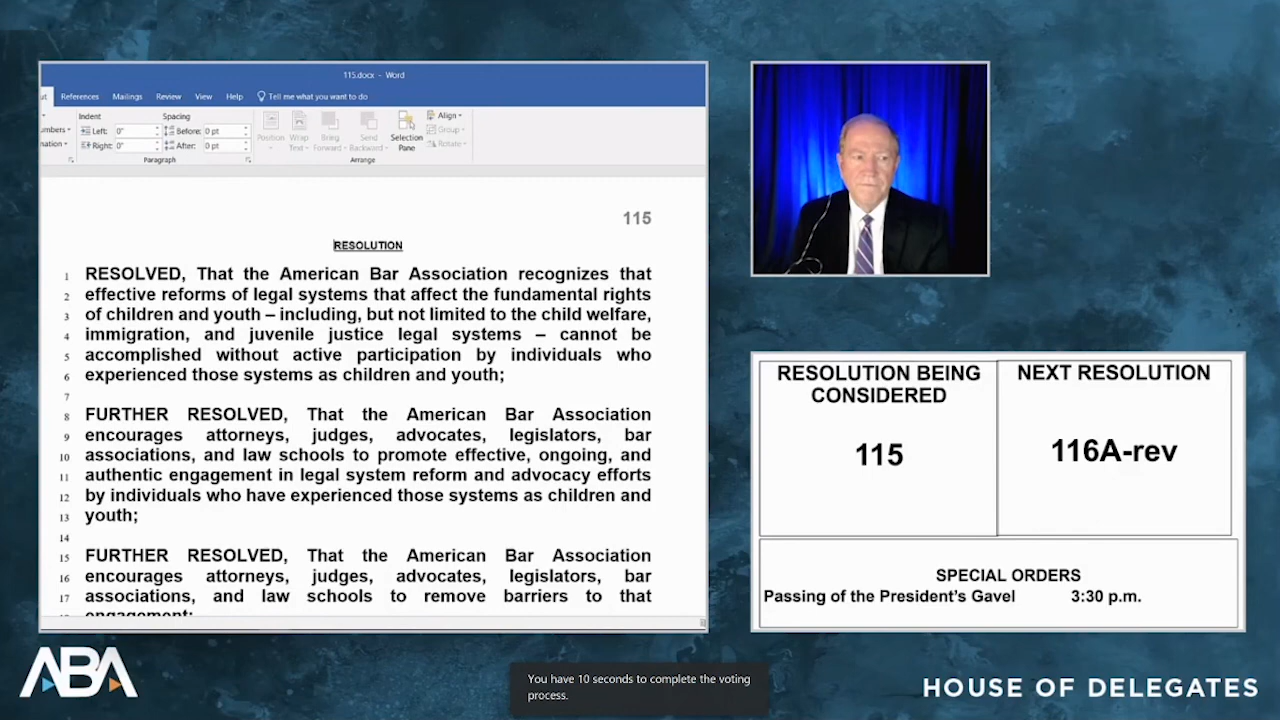 115.docx - Word
ut References Mailings Review View Help Tell me what you want to do
Indent Spacing
Left: 0" Before: 0 pt
Right: 0" After: 0 pt
umbers
nation
Paragraph
Position
Wrap Text
Bring Forward
Send Backward
Selection Pane
Align
Group
Rotate
Arrange
115
RESOLUTION
1 RESOLVED, That the American Bar Association recognizes that
2 effective reforms of legal systems that affect the fundamental rights
3 of children and youth – including, but not limited to the child welfare,
4 immigration, and juvenile justice legal systems – cannot be
5 accomplished without active participation by individuals who
6 experienced those systems as children and youth;
7
8 FURTHER RESOLVED, That the American Bar Association
9 encourages attorneys, judges, advocates, legislators, bar
10 associations, and law schools to promote effective, ongoing, and
11 authentic engagement in legal system reform and advocacy efforts
12 by individuals who have experienced those systems as children and
13 youth;
14
15 FURTHER RESOLVED, That the American Bar Association
16 encourages attorneys, judges, advocates, legislators, bar
17 associations, and law schools to remove barriers to that
engagement;
RESOLUTION BEING
CONSIDERED
115
NEXT RESOLUTION
116A-rev
SPECIAL ORDERS
Passing of the President's Gavel 3:30 p.m.
ABA
You have 10 seconds to complete the voting
process.
HOUSE OF DELEGATES